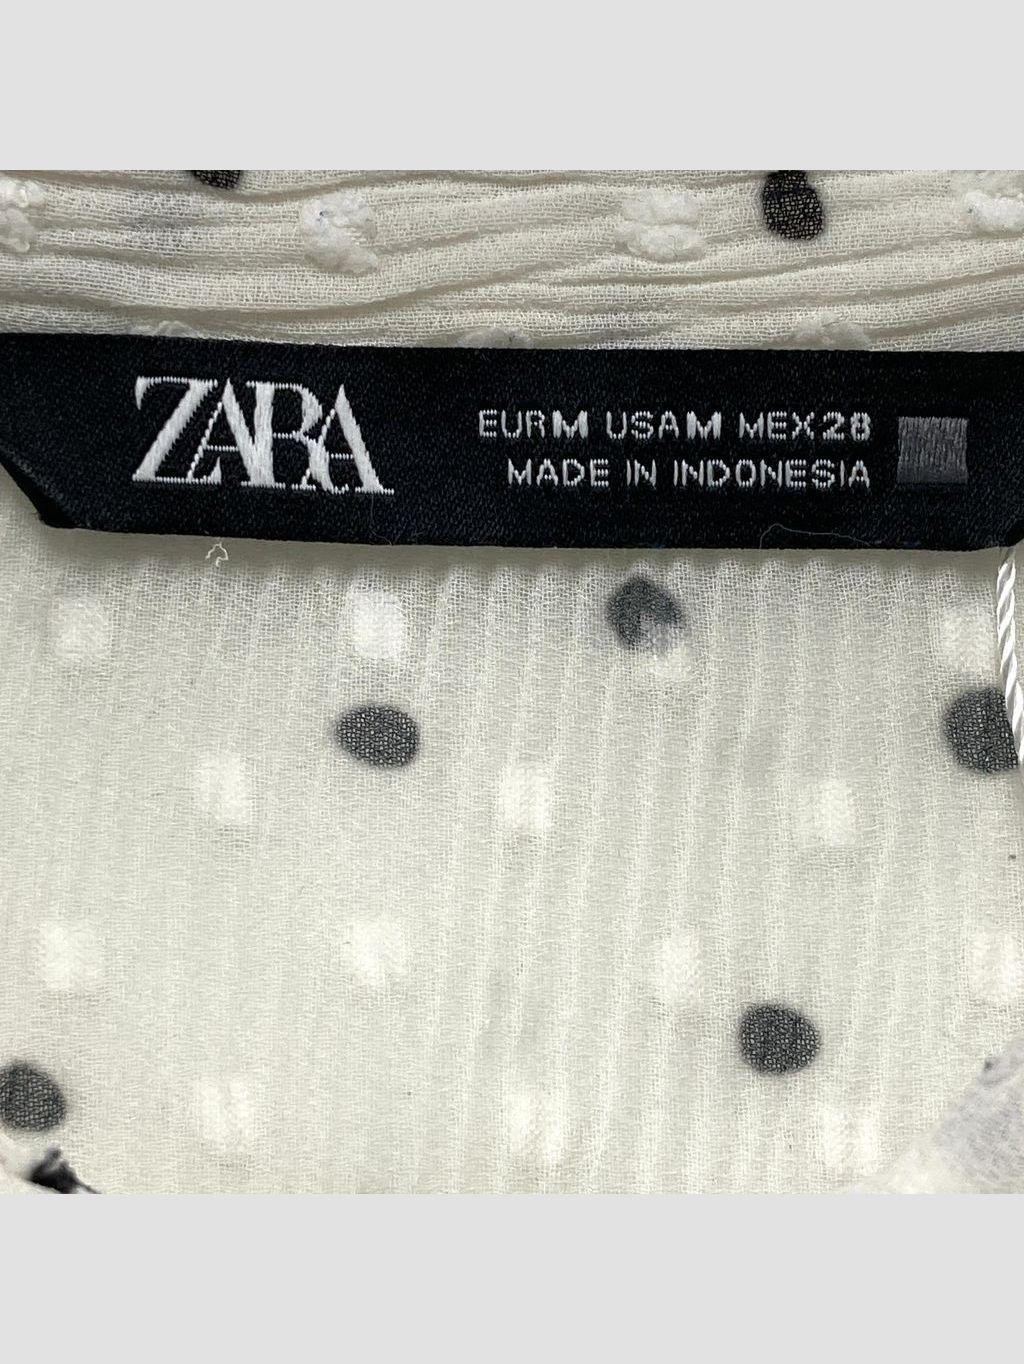 ZARA
EUR M USA M MEX 28
MADE IN INDONESIA